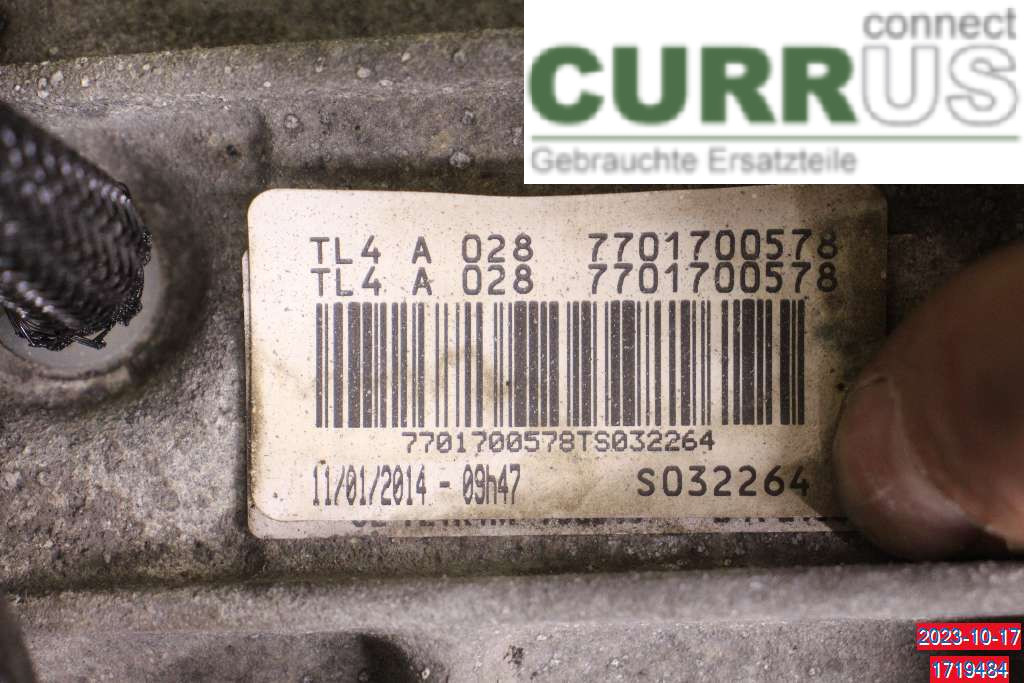 connect
CURRUS
Gebrauchte Ersatzteile
TL4 A 028 7701700578
TL4 A 028 7701700578
7701700578TS032264
11/01/2014 - 09h47 S032264
2023-10-17
1719484